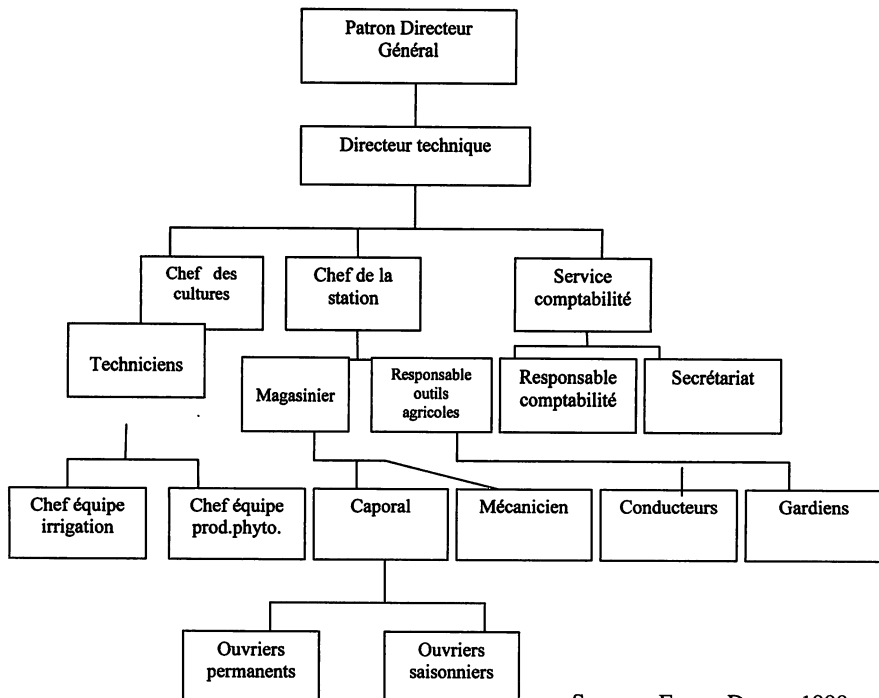 Patron Directeur
Général
Directeur technique
Chef des
cultures
Chef de la
station
Service
comptabilité
Techniciens
Magasinier
Responsable
outils
agricoles
Responsable
comptabilité
Secrétariat
Chef équipe
irrigation
Chef équipe
prod.phyto.
Caporal
Mécanicien
Conducteurs
Gardiens
Ouvriers
permanents
Ouvriers
saisonniers